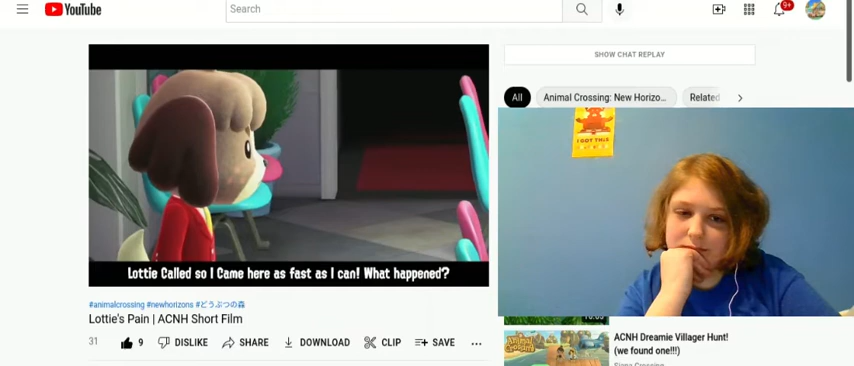 YouTube
Search
9+
SHOW CHAT REPLAY
All
Animal Crossing: New Horizo...
Related
I GOT THIS
Lottie Called so I Came here as fast as I can! What happened?
#animalcrossing #newhorizons #どうぶつの森
Lottie's Pain | ACNH Short Film
31
9
DISLIKE
SHARE
DOWNLOAD
CLIP
SAVE
ACNH Dreamie Villager Hunt!
(we found one!!!)